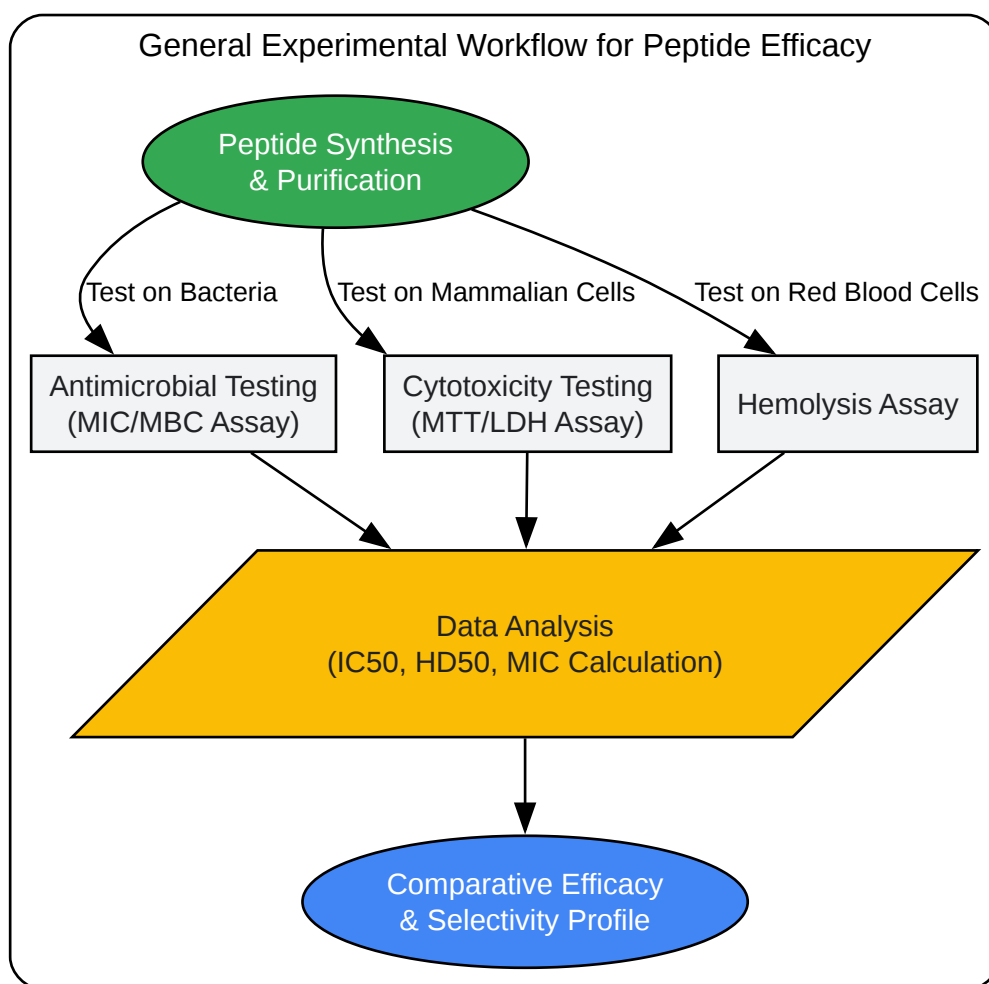 General Experimental Workflow for Peptide Efficacy
Peptide Synthesis
& Purification
Test on Bacteria
Test on Mammalian Cells
Test on Red Blood Cells
Antimicrobial Testing
(MIC/MBC Assay)
Cytotoxicity Testing
(MTT/LDH Assay)
Hemolysis Assay
Data Analysis
(IC50, HD50, MIC Calculation)
Comparative Efficacy
& Selectivity Profile